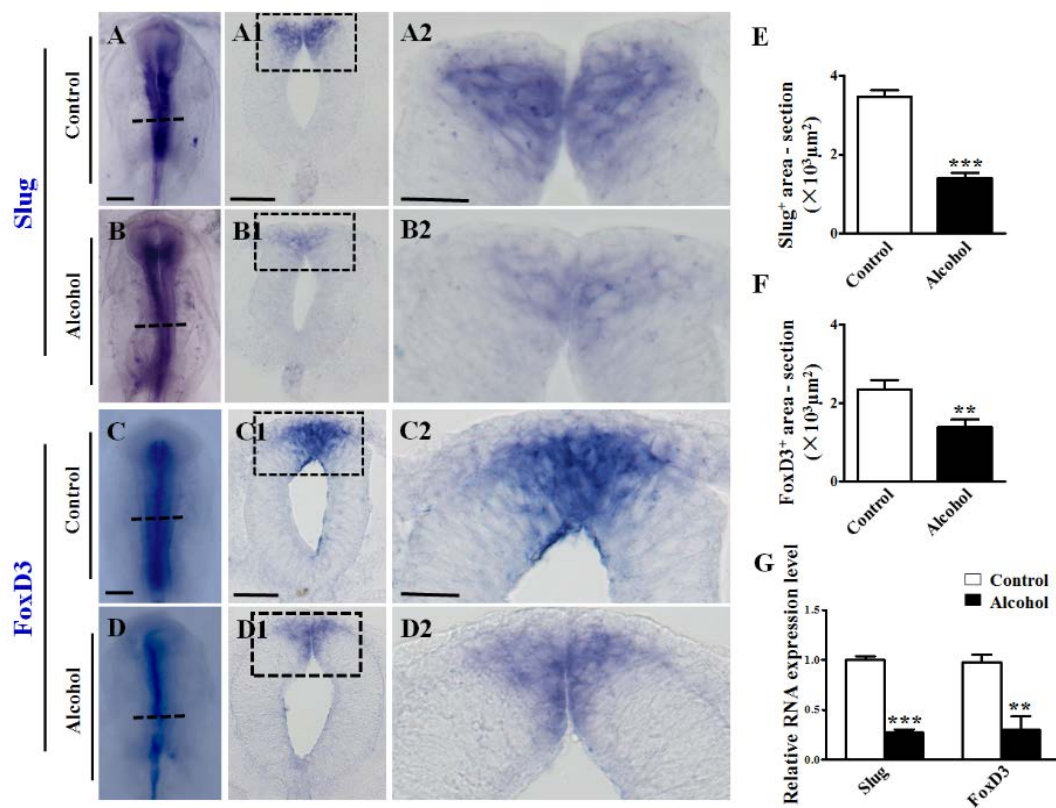 Slug
Control
A
A1
A2
Alcohol
B
B1
B2
FoxD3
Control
C
C1
C2
Alcohol
D
D1
D2
E
Slug⁺ area - section
(×10³μm²)
4
2
0
***
Control
Alcohol
F
FoxD3⁺ area - section
(×10³μm²)
4
2
0
**
Control
Alcohol
G
Relative RNA expression level
Control
Alcohol
1.5
1.0
0.5
0.0
***
**
Slug
FoxD3